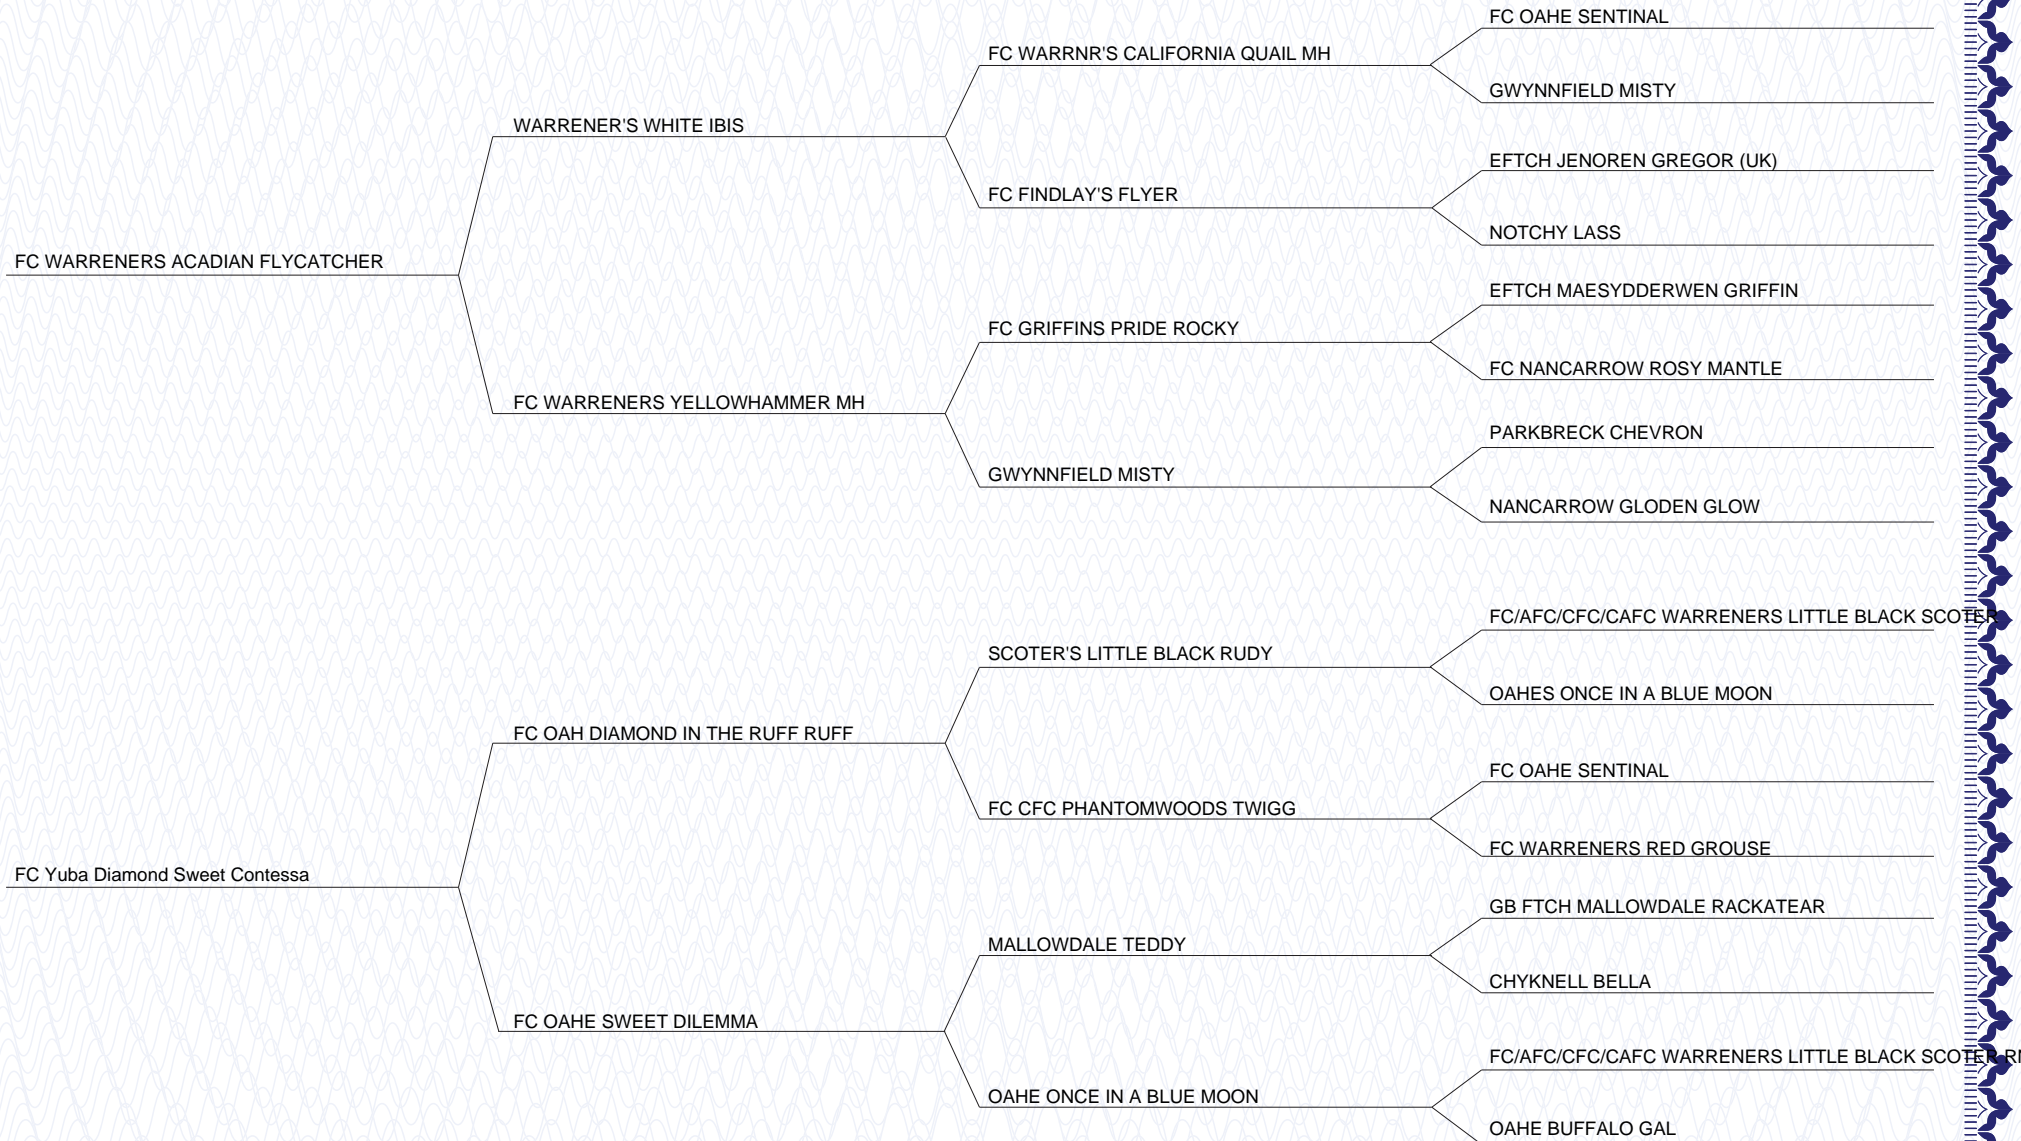 FC OAHE SENTINAL
FC WARRNR'S CALIFORNIA QUAIL MH
GWYNNFIELD MISTY
WARRENER'S WHITE IBIS
EFTCH JENOREN GREGOR (UK)
FC FINDLAY'S FLYER
NOTCHY LASS
FC WARRENERS ACADIAN FLYCATCHER
EFTCH MAESYDDERWEN GRIFFIN
FC GRIFFINS PRIDE ROCKY
FC NANCARROW ROSY MANTLE
FC WARRENERS YELLOWHAMMER MH
PARKBRECK CHEVRON
GWYNNFIELD MISTY
NANCARROW GLODEN GLOW
FC/AFC/CFC/CAFC WARRENERS LITTLE BLACK SCOTER
SCOTER'S LITTLE BLACK RUDY
OAHES ONCE IN A BLUE MOON
FC OAH DIAMOND IN THE RUFF RUFF
FC OAHE SENTINAL
FC CFC PHANTOMWOODS TWIGG
FC WARRENERS RED GROUSE
FC Yuba Diamond Sweet Contessa
GB FTCH MALLOWDALE RACKATEAR
MALLOWDALE TEDDY
CHYKNELL BELLA
FC OAHE SWEET DILEMMA
FC/AFC/CFC/CAFC WARRENERS LITTLE BLACK SCOTER
OAHE ONCE IN A BLUE MOON
OAHE BUFFALO GAL